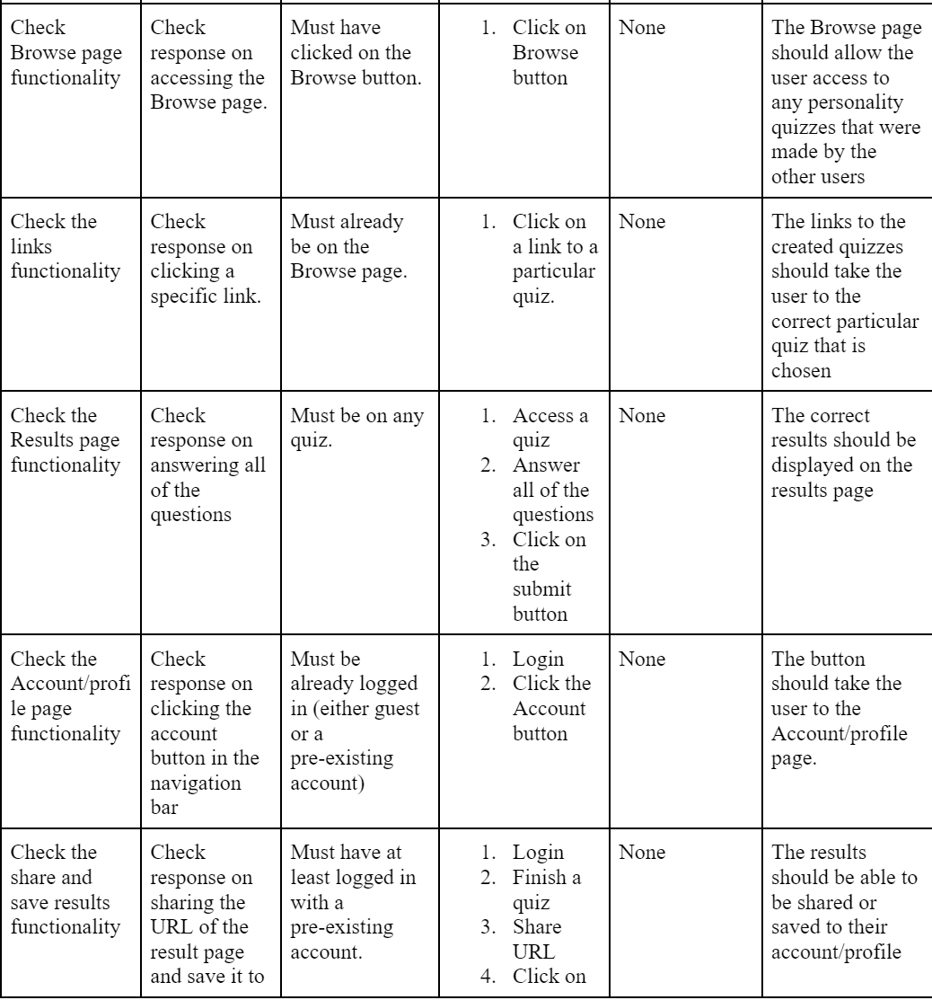 Check
Browse page
functionality
Check
response on
accessing the
Browse page.
Must have
clicked on the
Browse button.
1. Click on
Browse
button
None
The Browse page
should allow the
user access to
any personality
quizzes that were
made by the
other users
Check the
links
functionality
Check
response on
clicking a
specific link.
Must already
be on the
Browse page.
1. Click on
a link to a
particular
quiz.
None
The links to the
created quizzes
should take the
user to the
correct particular
quiz that is
chosen
Check the
Results page
functionality
Check
response on
answering all
of the
questions
Must be on any
quiz.
1. Access a
quiz
2. Answer
all of the
questions
3. Click on
the
submit
button
None
The correct
results should be
displayed on the
results page
Check the
Account/profi
le page
functionality
Check
response on
clicking the
account
button in the
navigation
bar
Must be
already logged
in (either guest
or a
pre-existing
account)
1. Login
2. Click the
Account
button
None
The button
should take the
user to the
Account/profile
page.
Check the
share and
save results
functionality
Check
response on
sharing the
URL of the
result page
and save it to
Must have at
least logged in
with a
pre-existing
account.
1. Login
2. Finish a
quiz
3. Share
URL
4. Click on
None
The results
should be able to
be shared or
saved to their
account/profile